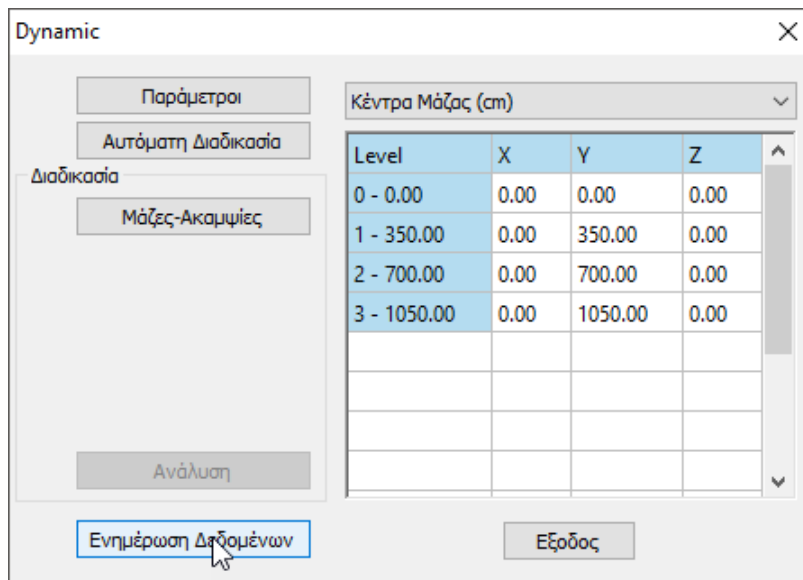 Dynamic
Παράμετροι
Αυτόματη Διαδικασία
Διαδικασία
Μάζες-Ακαμψίες
Ανάλυση
Ενημέρωση Δεδομένων
Κέντρα Μάζας (cm)
Level X Y Z
0 - 0.00 0.00 0.00 0.00
1 - 350.00 0.00 350.00 0.00
2 - 700.00 0.00 700.00 0.00
3 - 1050.00 0.00 1050.00 0.00
Εξοδος